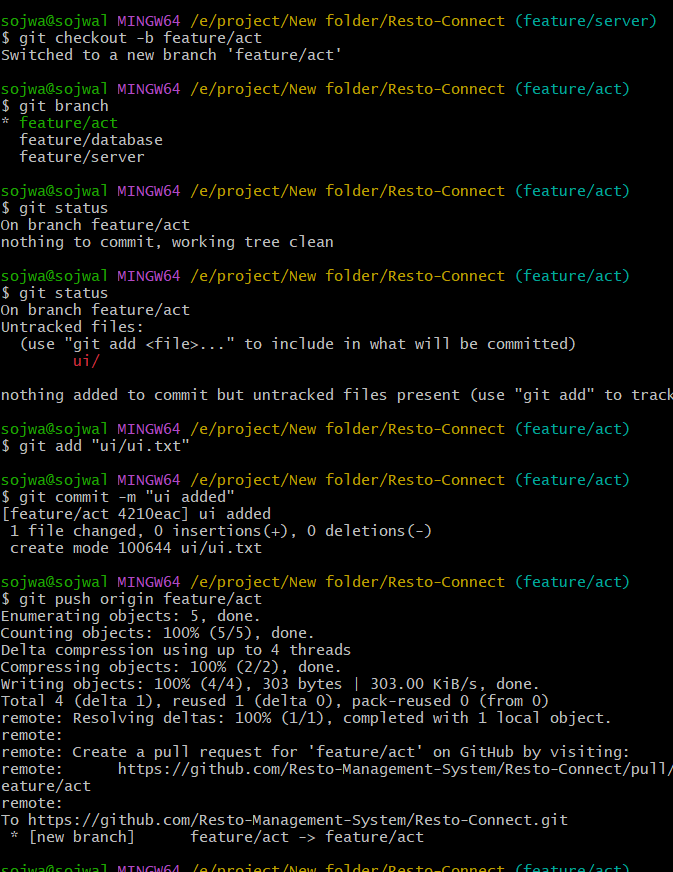 sojwa@sojwal MINGW64 /e/project/New folder/Resto-Connect (feature/server)
$ git checkout -b feature/act
Switched to a new branch 'feature/act'
sojwa@sojwal MINGW64 /e/project/New folder/Resto-Connect (feature/act)
$ git branch
* feature/act
  feature/database
  feature/server
sojwa@sojwal MINGW64 /e/project/New folder/Resto-Connect (feature/act)
$ git status
On branch feature/act
nothing to commit, working tree clean
sojwa@sojwal MINGW64 /e/project/New folder/Resto-Connect (feature/act)
$ git status
On branch feature/act
Untracked files:
  (use "git add <file>..." to include in what will be committed)
        ui/
nothing added to commit but untracked files present (use "git add" to track
sojwa@sojwal MINGW64 /e/project/New folder/Resto-Connect (feature/act)
$ git add "ui/ui.txt"
sojwa@sojwal MINGW64 /e/project/New folder/Resto-Connect (feature/act)
$ git commit -m "ui added"
[feature/act 4210eac] ui added
 1 file changed, 0 insertions(+), 0 deletions(-)
 create mode 100644 ui/ui.txt
sojwa@sojwal MINGW64 /e/project/New folder/Resto-Connect (feature/act)
$ git push origin feature/act
Enumerating objects: 5, done.
Counting objects: 100% (5/5), done.
Delta compression using up to 4 threads
Compressing objects: 100% (2/2), done.
Writing objects: 100% (4/4), 303 bytes | 303.00 KiB/s, done.
Total 4 (delta 1), reused 1 (delta 0), pack-reused 0 (from 0)
remote: Resolving deltas: 100% (1/1), completed with 1 local object.
remote:
remote: Create a pull request for 'feature/act' on GitHub by visiting:
remote:      https://github.com/Resto-Management-System/Resto-Connect/pull/
eature/act
remote:
To https://github.com/Resto-Management-System/Resto-Connect.git
 * [new branch]      feature/act -> feature/act
sojwa@sojwal MINGW64 /e/project/New folder/Resto-Connect (feature/act)